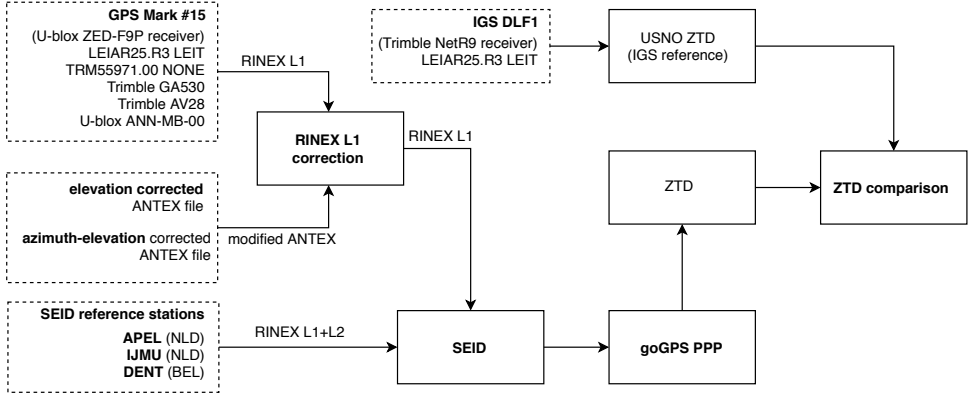 GPS Mark #15
(U-blox ZED-F9P receiver)
LEIAR25.R3 LEIT
TRM55971.00 NONE
Trimble GA530
Trimble AV28
U-blox ANN-MB-00
RINEX L1
IGS DLF1
(Trimble NetR9 receiver)
LEIAR25.R3 LEIT
USNO ZTD
(IGS reference)
RINEX L1
correction
RINEX L1
elevation corrected
ANTEX file
azimuth-elevation corrected
ANTEX file
modified ANTEX
ZTD
ZTD comparison
SEID reference stations
APEL (NLD)
IJMU (NLD)
DENT (BEL)
RINEX L1+L2
SEID
goGPS PPP